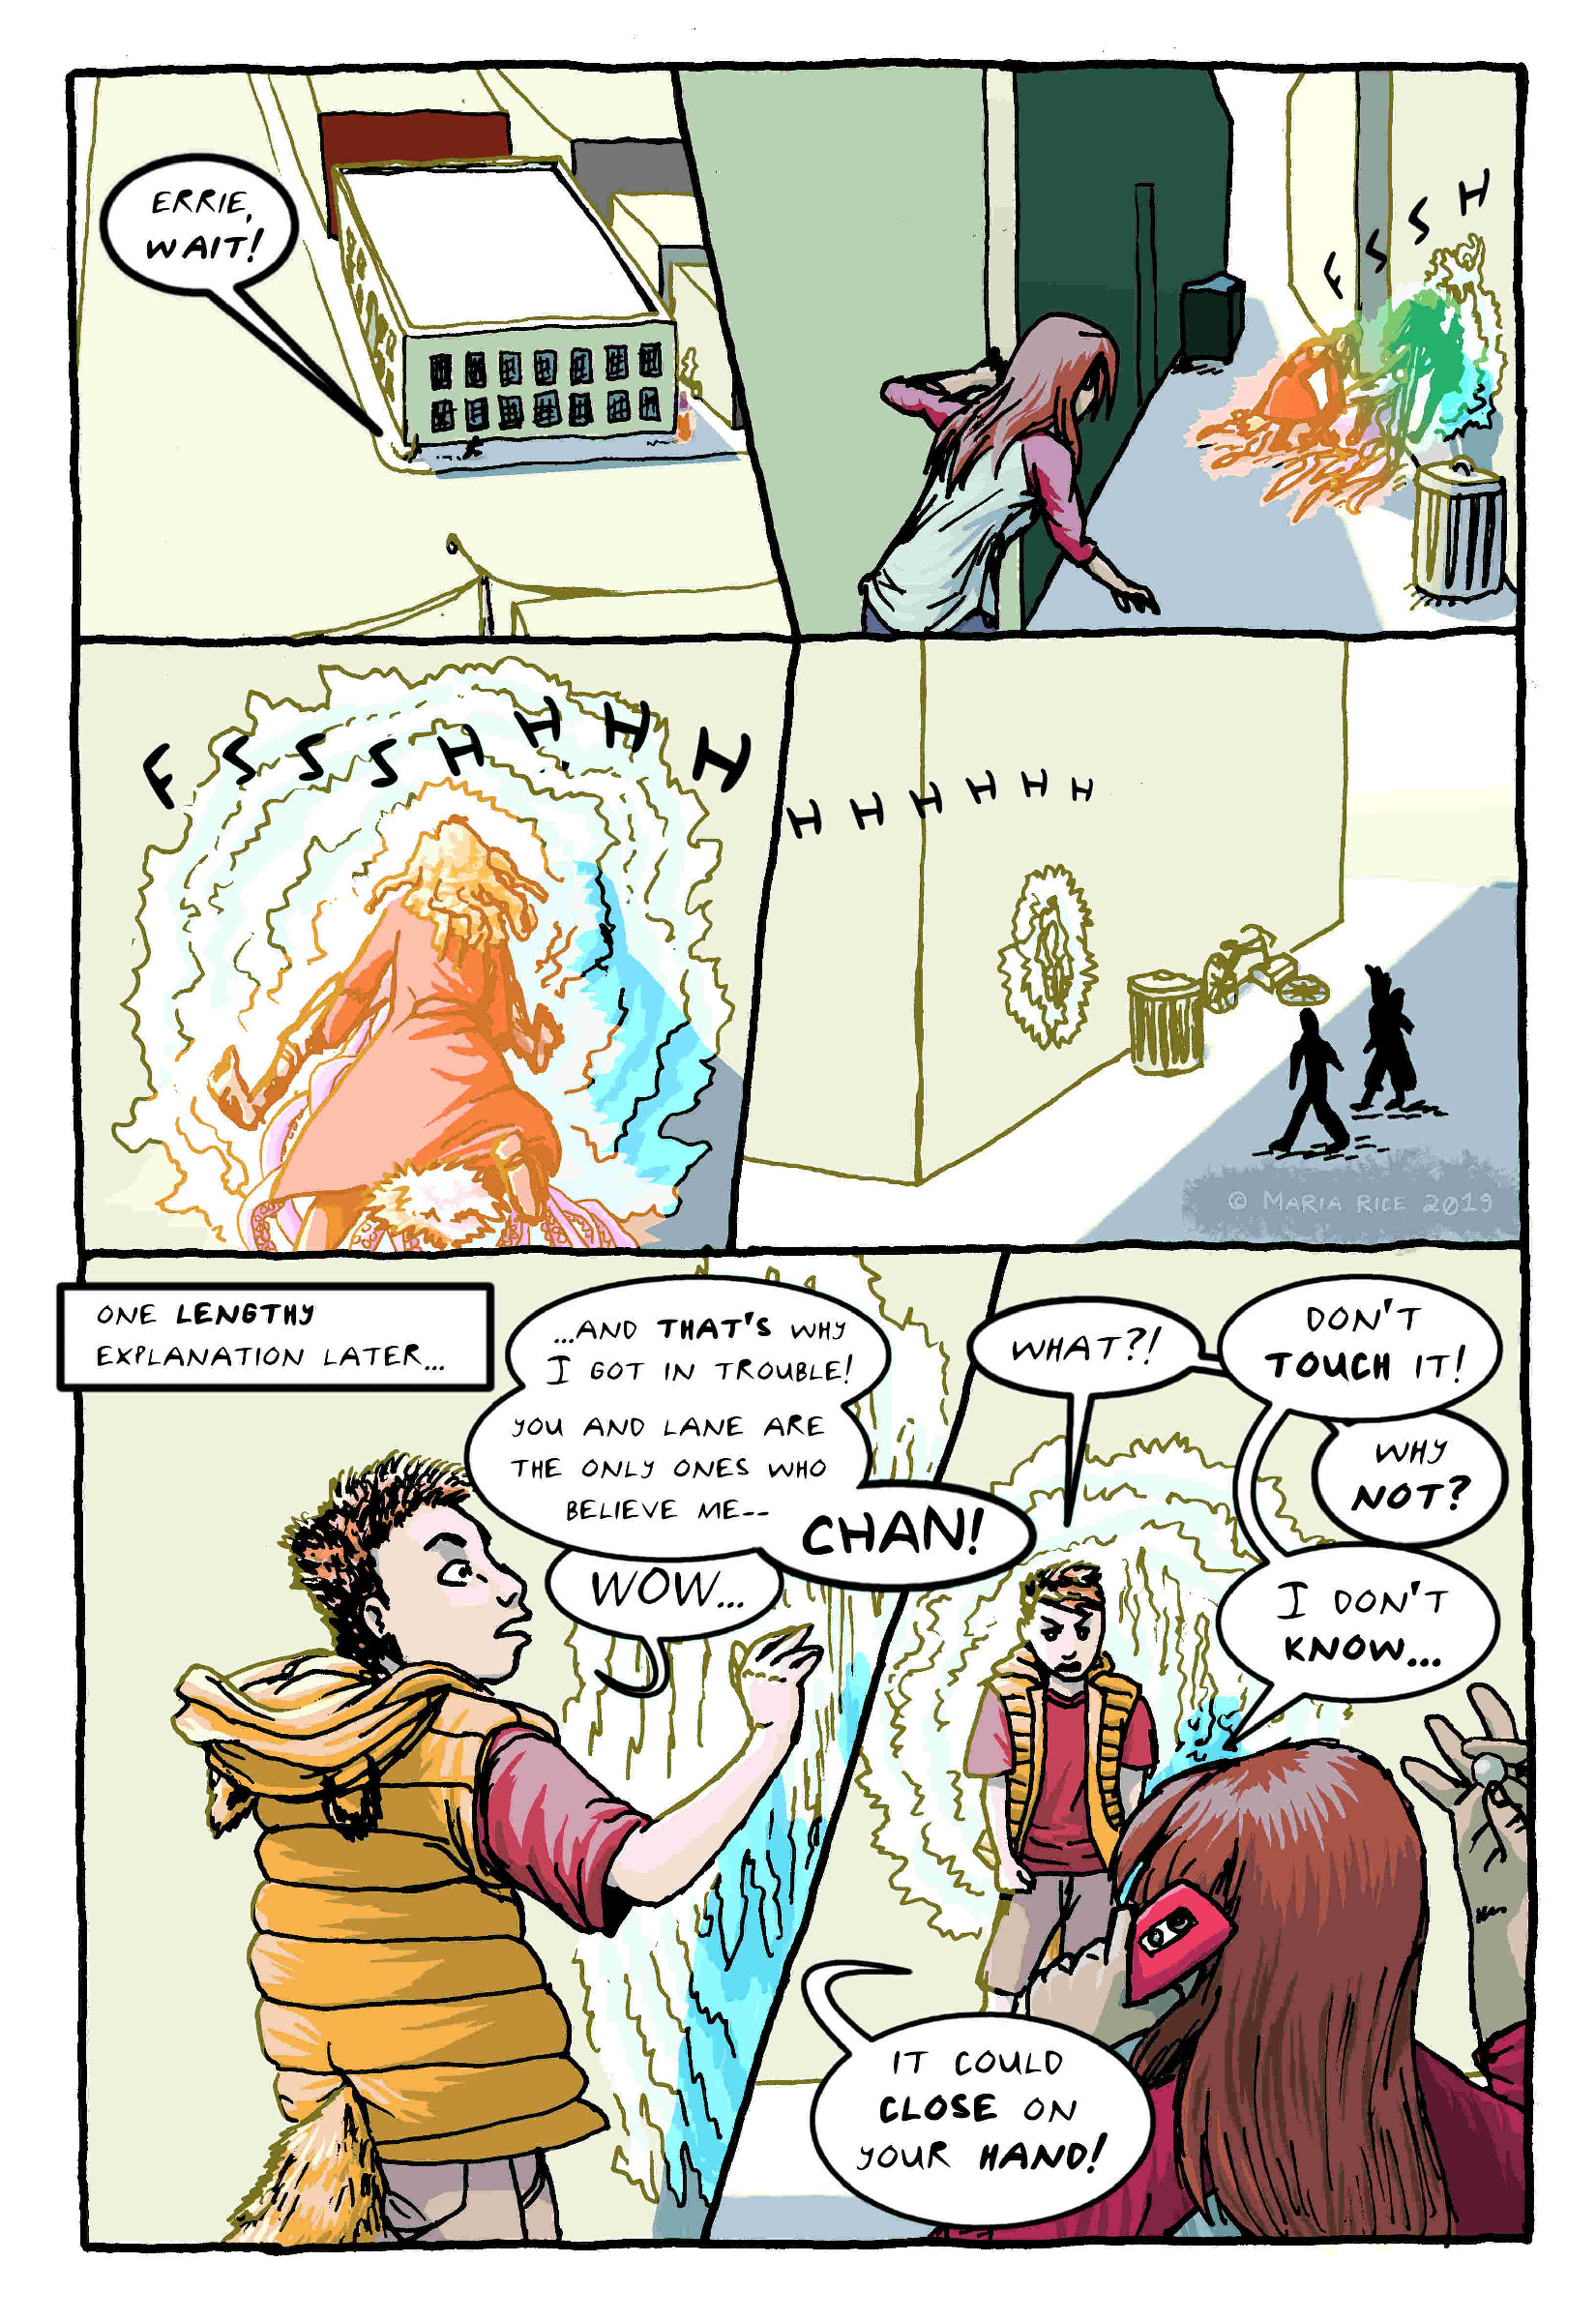 ERRIE,
WAIT!
FSSH
FSSSHHHH
HHHHHH
© MARIA RICE 2019
ONE LENGTHY
EXPLANATION LATER...
...AND THAT'S WHY
I GOT IN TROUBLE!
YOU AND LANE ARE
THE ONLY ONES WHO
BELIEVE ME--
WOW...
CHAN!
WHAT?!
DON'T
TOUCH IT!
WHY
NOT?
I DON'T
KNOW...
IT COULD
CLOSE ON
YOUR HAND!